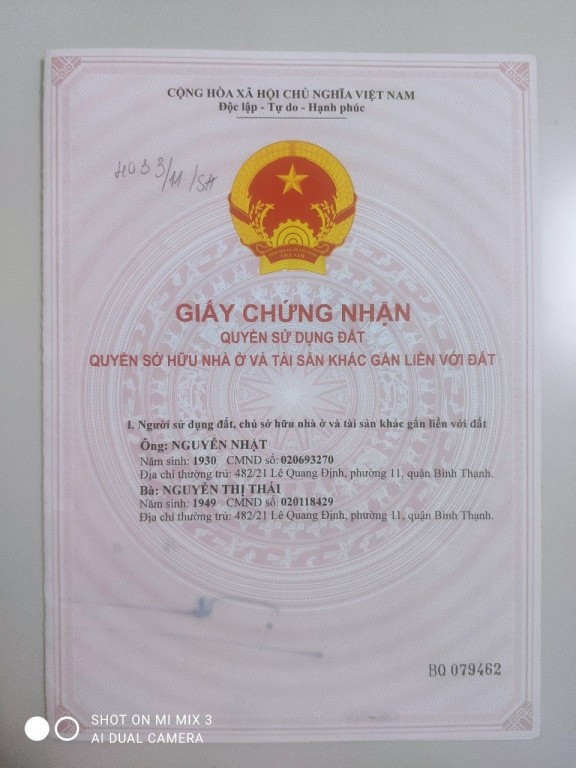 CỘNG HÒA XÃ HỘI CHỦ NGHĨA VIỆT NAM
Độc lập - Tự do - Hạnh phúc
4033/11/SH
VIỆT NAM
GIẤY CHỨNG NHẬN
QUYỀN SỬ DỤNG ĐẤT
QUYỀN SỞ HỮU NHÀ Ở VÀ TÀI SẢN KHÁC GẮN LIỀN VỚI ĐẤT
I. Người sử dụng đất, chủ sở hữu nhà ở và tài sản khác gắn liền với đất
Ông: NGUYỄN NHẬT
Năm sinh: 1930 CMND số: 020693270
Địa chỉ thường trú: 482/21 Lê Quang Định, phường 11, quận Bình Thạnh.
Bà: NGUYỄN THỊ THÁI
Năm sinh: 1949 CMND số: 020118429
Địa chỉ thường trú: 482/21 Lê Quang Định, phường 11, quận Bình Thạnh.
BQ 079462
SHOT ON MI MIX 3
AI DUAL CAMERA